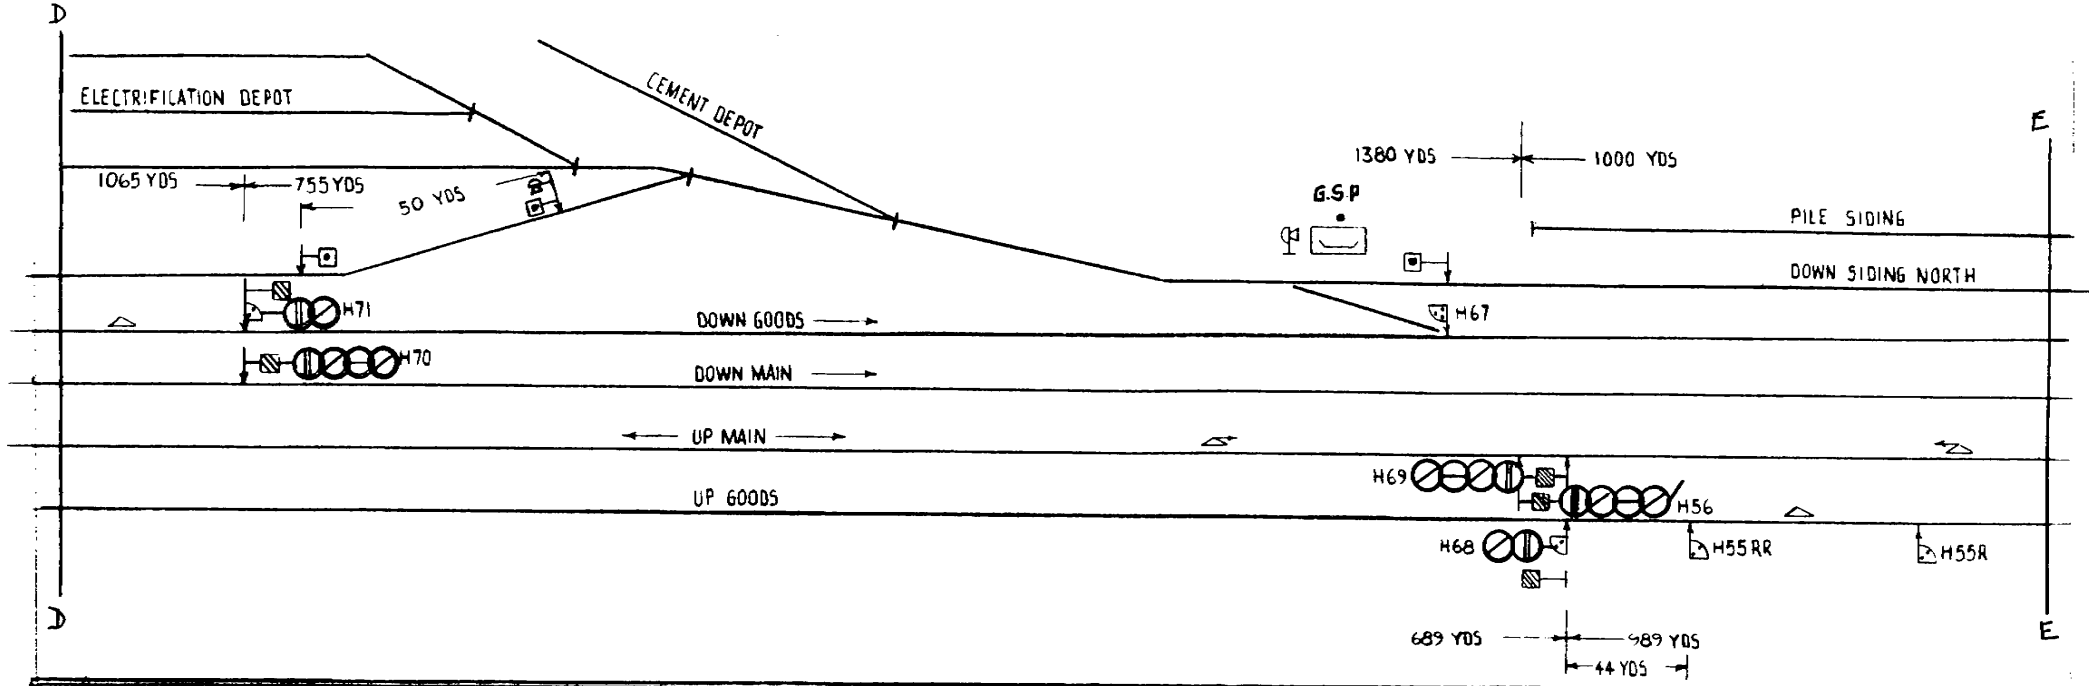 D
E
ELECTRIFICATION DEPOT
CEMENT DEPOT
1380 YDS
1000 YDS
1065 YDS
755 YDS
50 YDS
G.S.P
PILE SIDING
DOWN SIDING NORTH
H71
DOWN GOODS
H67
H70
DOWN MAIN
UP MAIN
H69
UP GOODS
H56
H68
H55RR
H55R
D
E
689 YDS
989 YDS
44 YDS